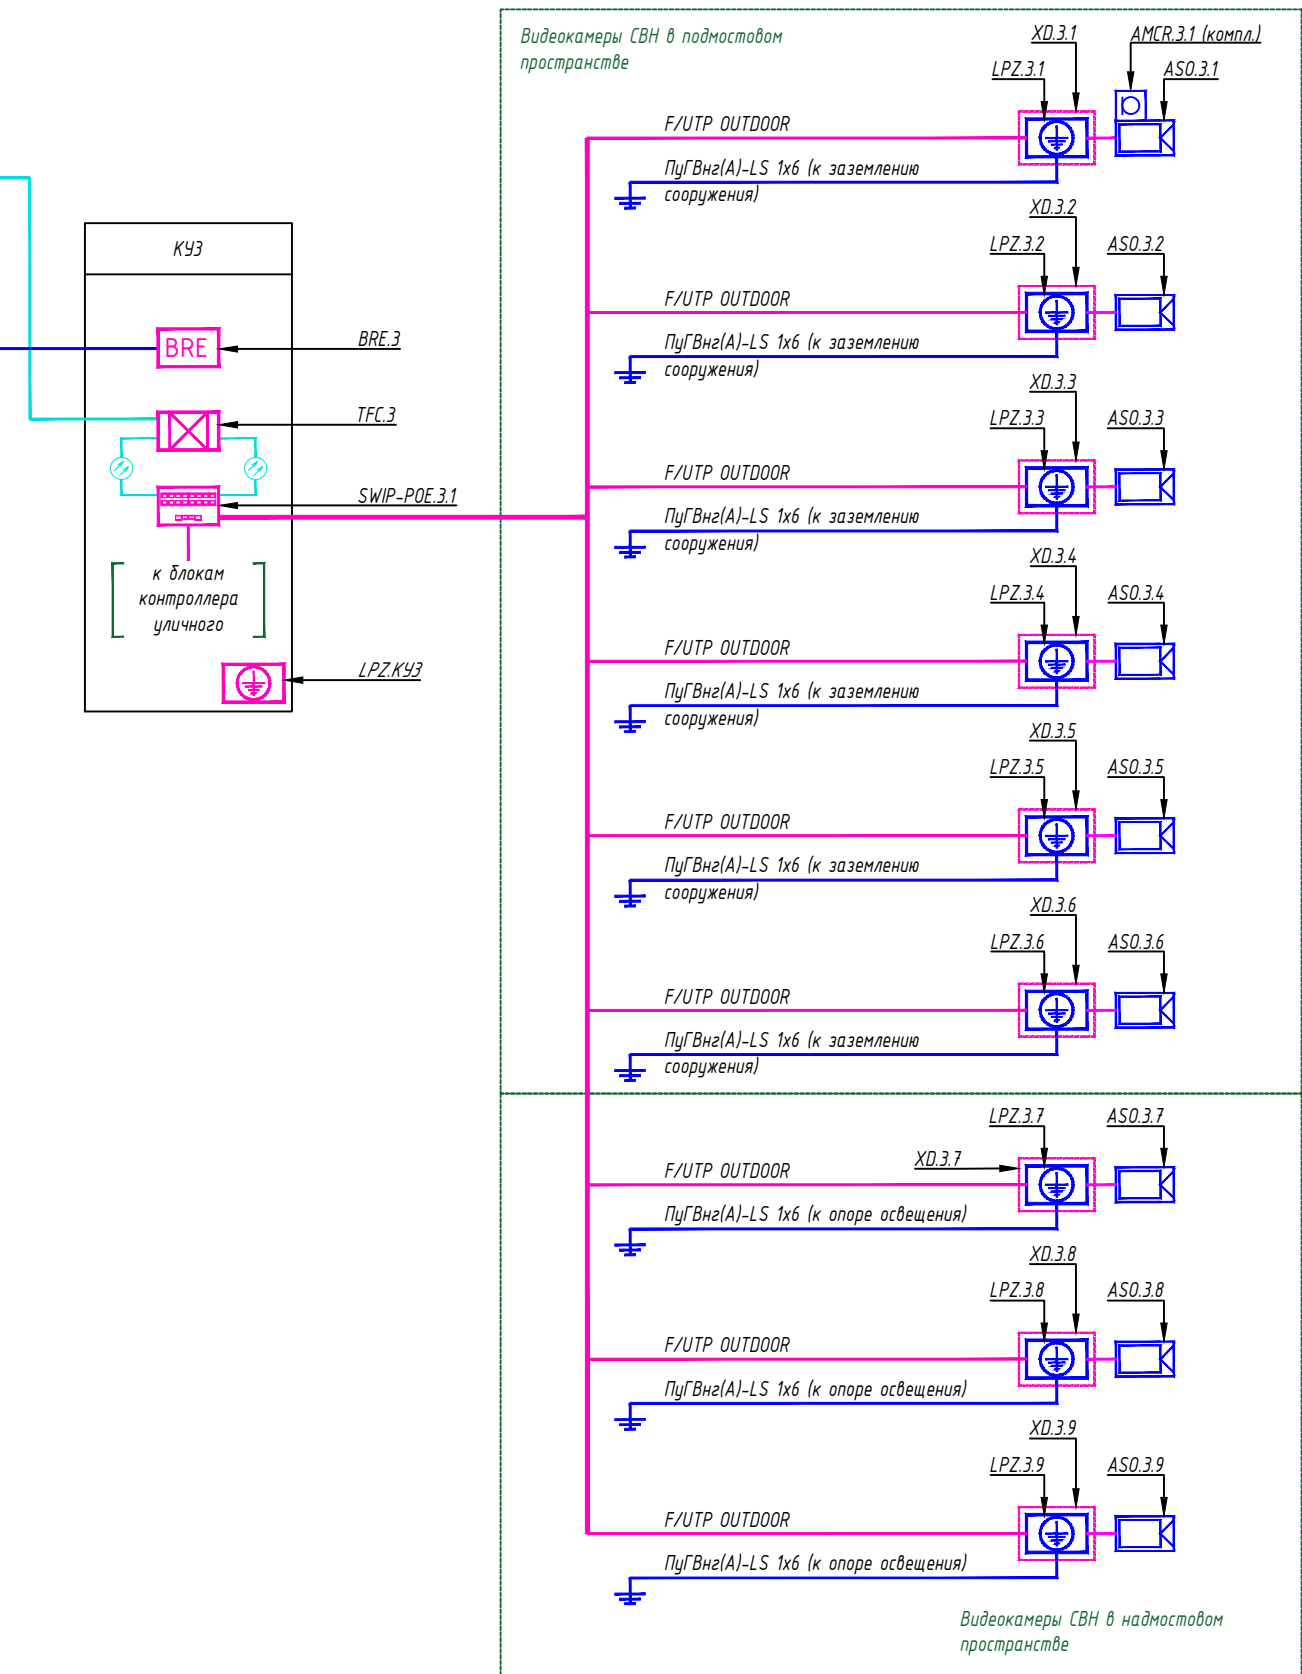 Видеокамеры СВН в подмостовом
пространстве
XD.3.1
AMCR.3.1 (компл.)
LPZ.3.1
ASO.3.1
F/UTP OUTDOOR
ПуГВнг(А)-LS 1х6 (к заземлению
сооружения)
XD.3.2
LPZ.3.2
ASO.3.2
F/UTP OUTDOOR
ПуГВнг(А)-LS 1х6 (к заземлению
сооружения)
XD.3.3
LPZ.3.3
ASO.3.3
F/UTP OUTDOOR
ПуГВнг(А)-LS 1х6 (к заземлению
сооружения)
XD.3.4
LPZ.3.4
ASO.3.4
F/UTP OUTDOOR
ПуГВнг(А)-LS 1х6 (к заземлению
сооружения)
XD.3.5
LPZ.3.5
ASO.3.5
F/UTP OUTDOOR
ПуГВнг(А)-LS 1х6 (к заземлению
сооружения)
XD.3.6
LPZ.3.6
ASO.3.6
F/UTP OUTDOOR
ПуГВнг(А)-LS 1х6 (к заземлению
сооружения)
КУ3
BRE
BRE.3
TFC.3
SWIP-POE.3.1
к блокам
контроллера
уличного
LPZ.КУ3
LPZ.3.7
ASO.3.7
XD.3.7
F/UTP OUTDOOR
ПуГВнг(А)-LS 1х6 (к опоре освещения)
XD.3.8
LPZ.3.8
ASO.3.8
F/UTP OUTDOOR
ПуГВнг(А)-LS 1х6 (к опоре освещения)
XD.3.9
LPZ.3.9
ASO.3.9
F/UTP OUTDOOR
ПуГВнг(А)-LS 1х6 (к опоре освещения)
Видеокамеры СВН в надмостовом
пространстве